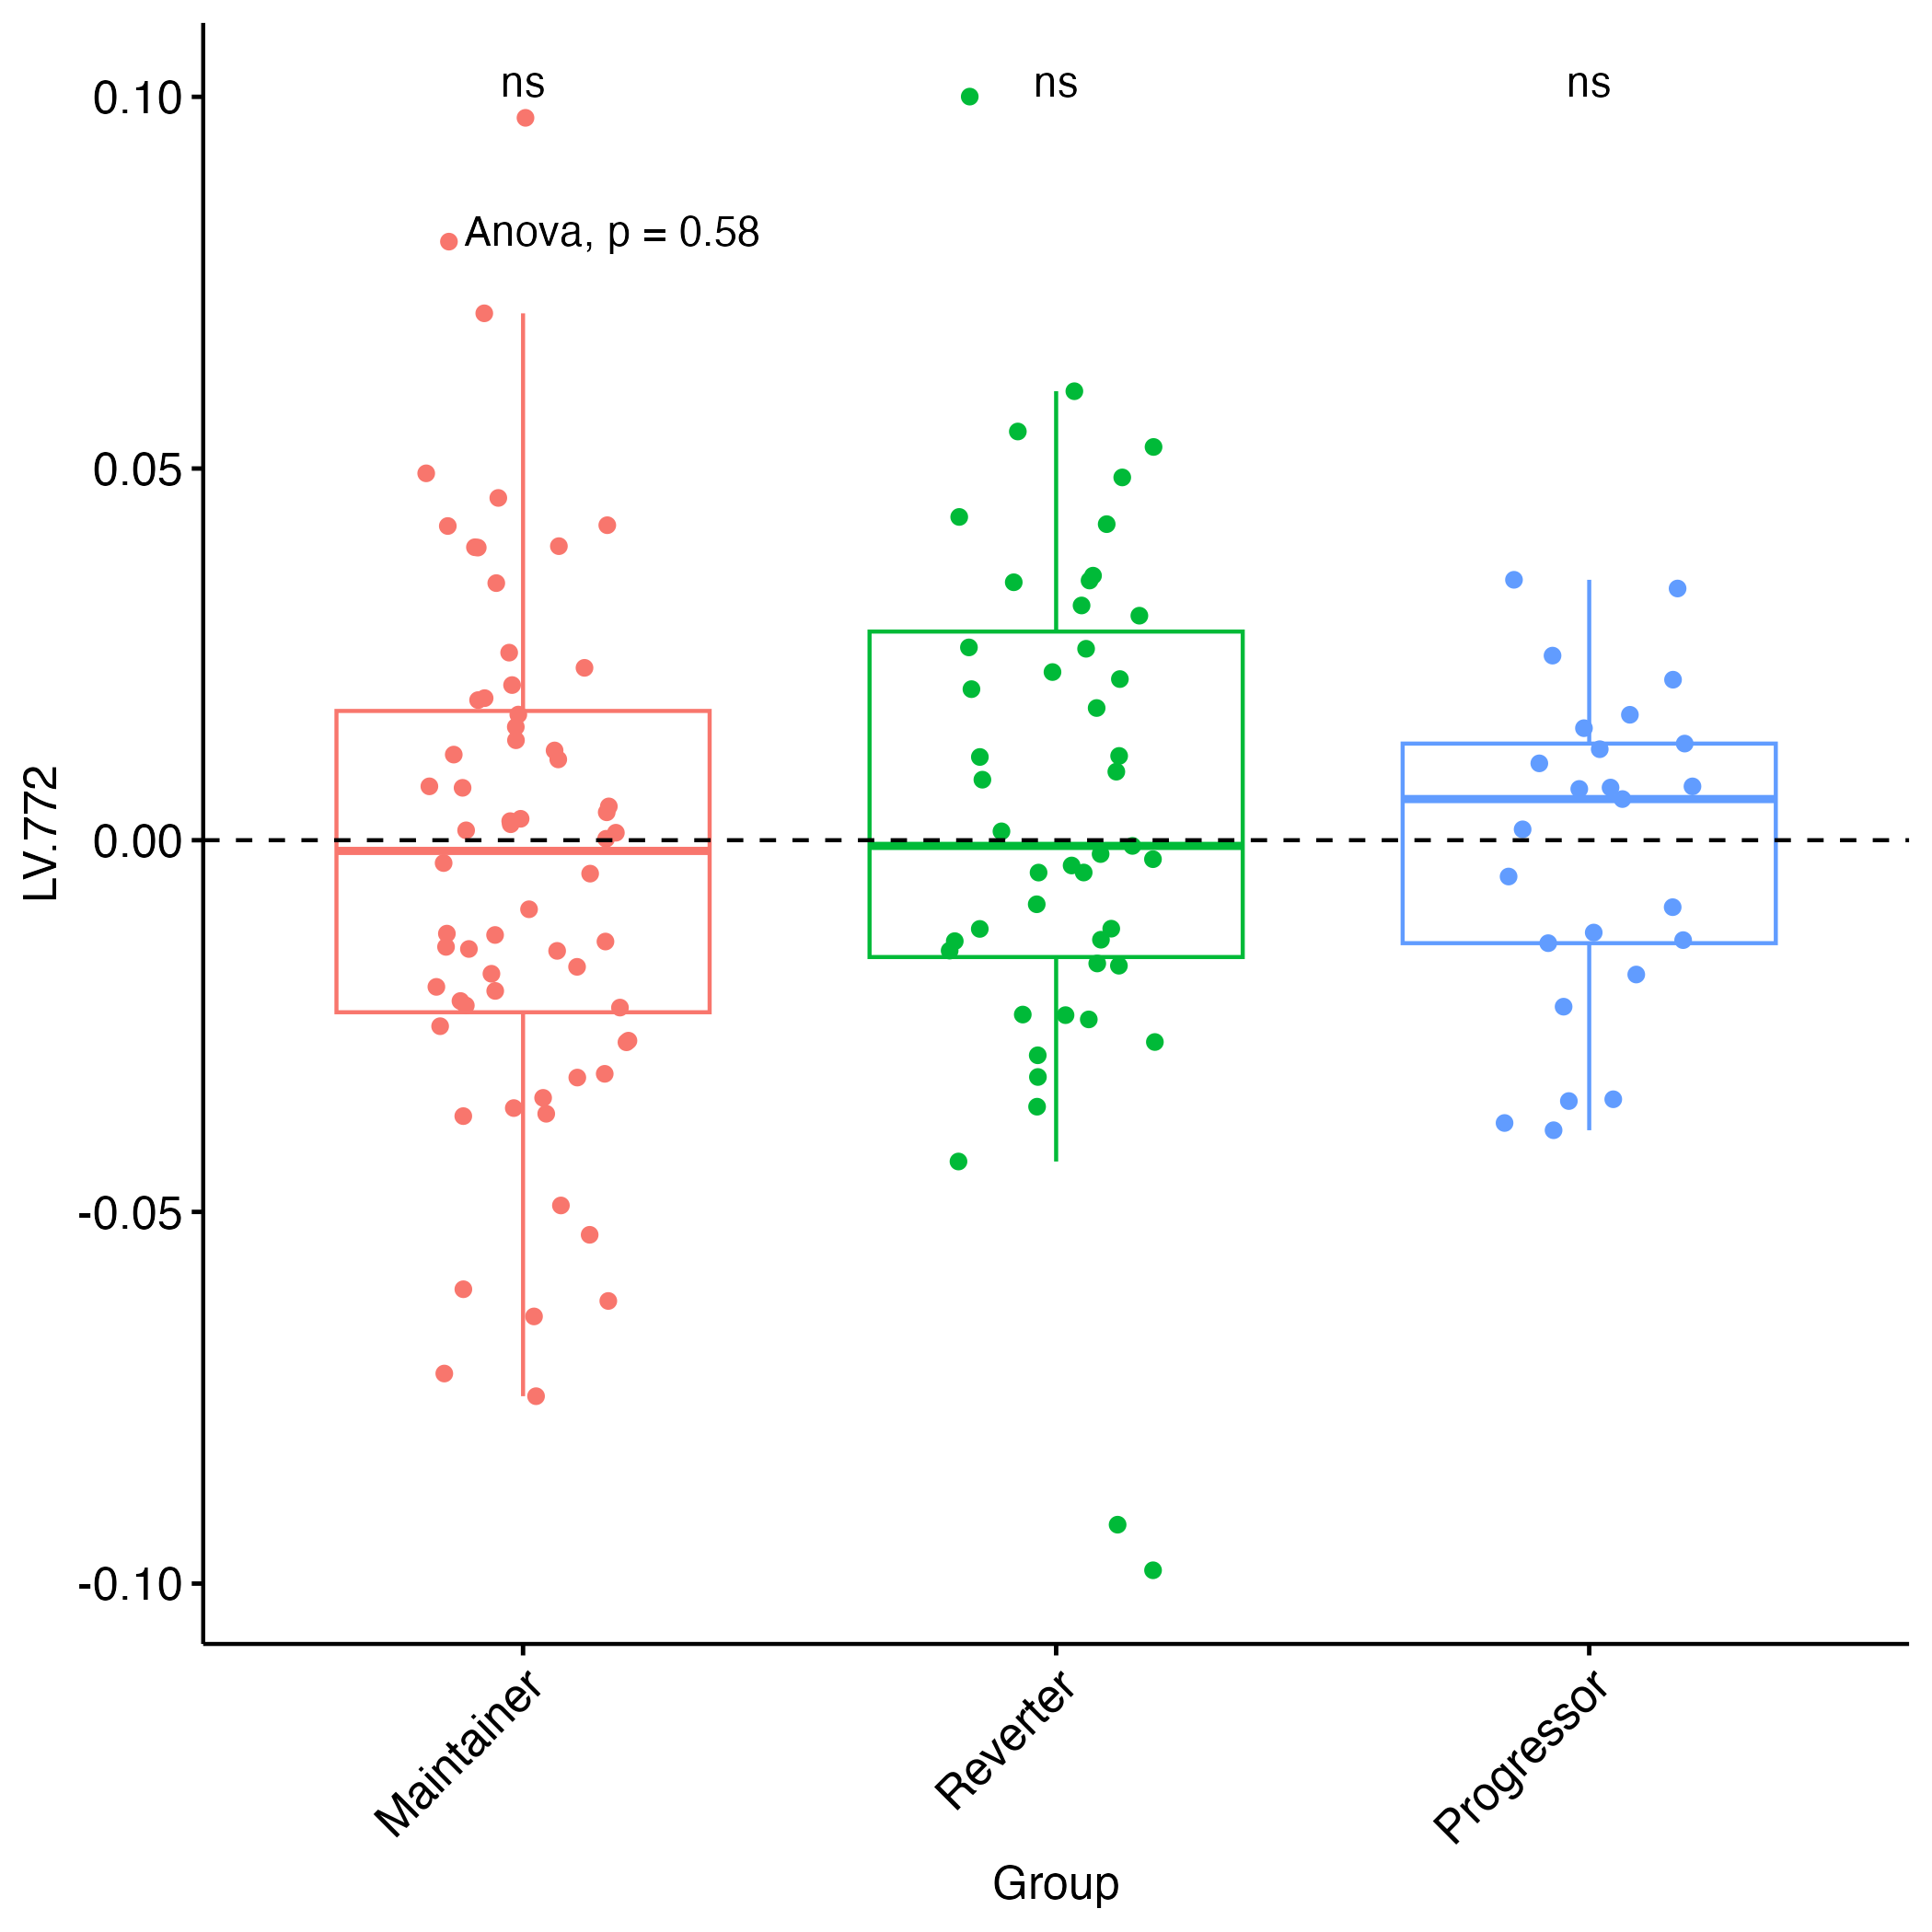 ns ns ns
Anova, p = 0.58
0.10
0.05
0.00
-0.05
-0.10
LV.772
Maintainer
Reverter
Progressor
Group